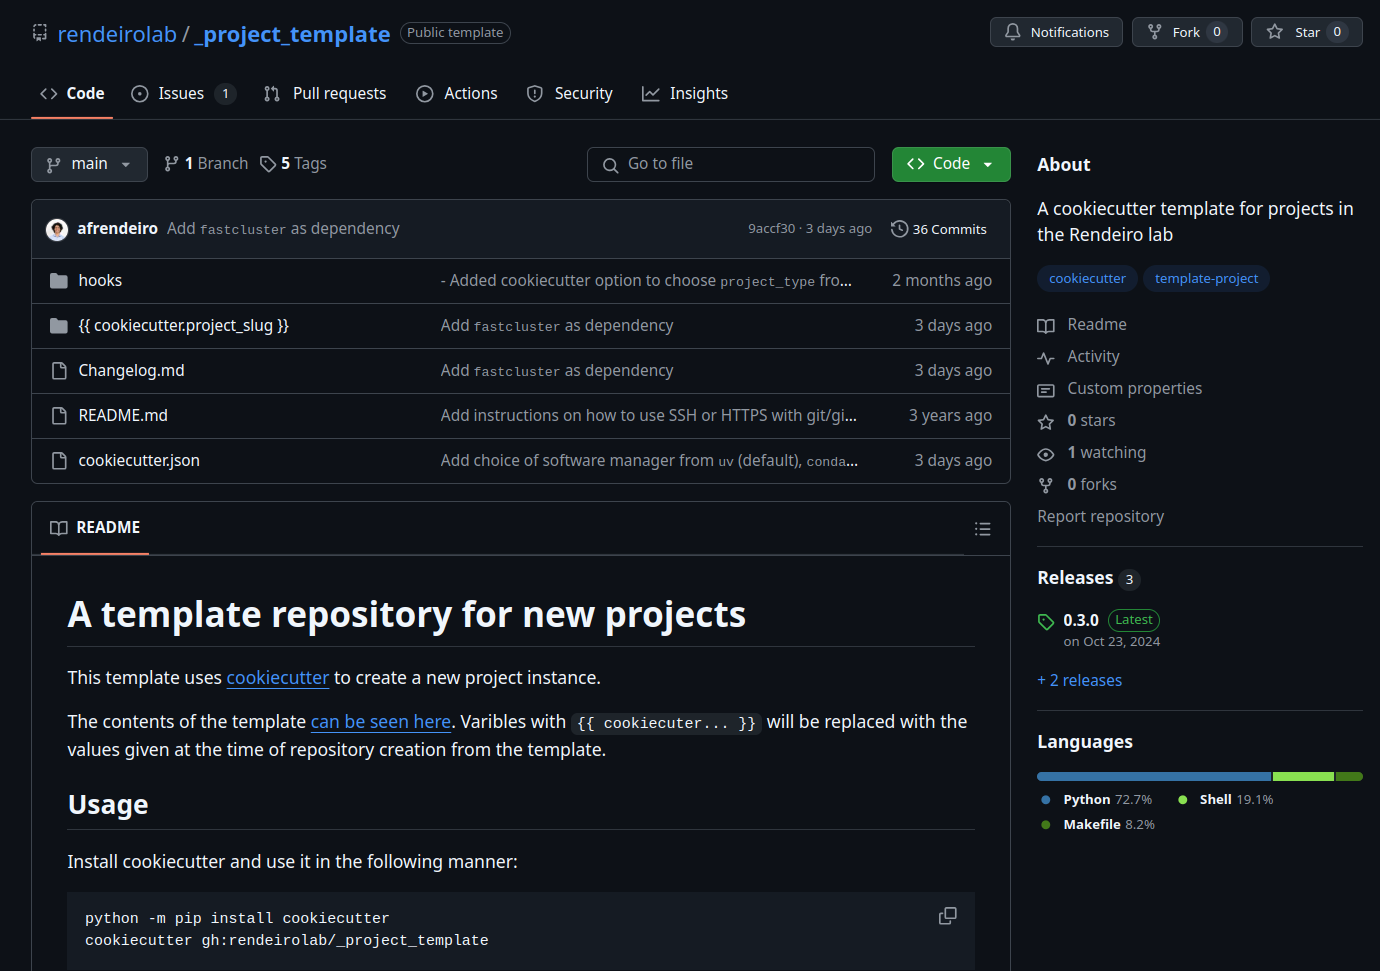 rendeirolab / _project_template Public template Notifications Fork 0 Star 0
Code Issues 1 Pull requests Actions Security Insights
main 1 Branch 5 Tags Go to file Code
afrendeiro Add fastcluster as dependency 9accf30 · 3 days ago 36 Commits
hooks - Added cookiecutter option to choose project_type fro... 2 months ago
{{ cookiecutter.project_slug }} Add fastcluster as dependency 3 days ago
Changelog.md Add fastcluster as dependency 3 days ago
README.md Add instructions on how to use SSH or HTTPS with git/gi... 3 years ago
cookiecutter.json Add choice of software manager from uv (default), conda... 3 days ago
README
A template repository for new projects
This template uses cookiecutter to create a new project instance.
The contents of the template can be seen here. Varibles with {{ cookiecuter... }} will be replaced with the
values given at the time of repository creation from the template.
Usage
Install cookiecutter and use it in the following manner:
python -m pip install cookiecutter
cookiecutter gh:rendeirolab/_project_template
About
A cookiecutter template for projects in
the Rendeiro lab
cookiecutter template-project
Readme
Activity
Custom properties
0 stars
1 watching
0 forks
Report repository
Releases 3
0.3.0 Latest
on Oct 23, 2024
+ 2 releases
Languages
Python 72.7% Shell 19.1%
Makefile 8.2%